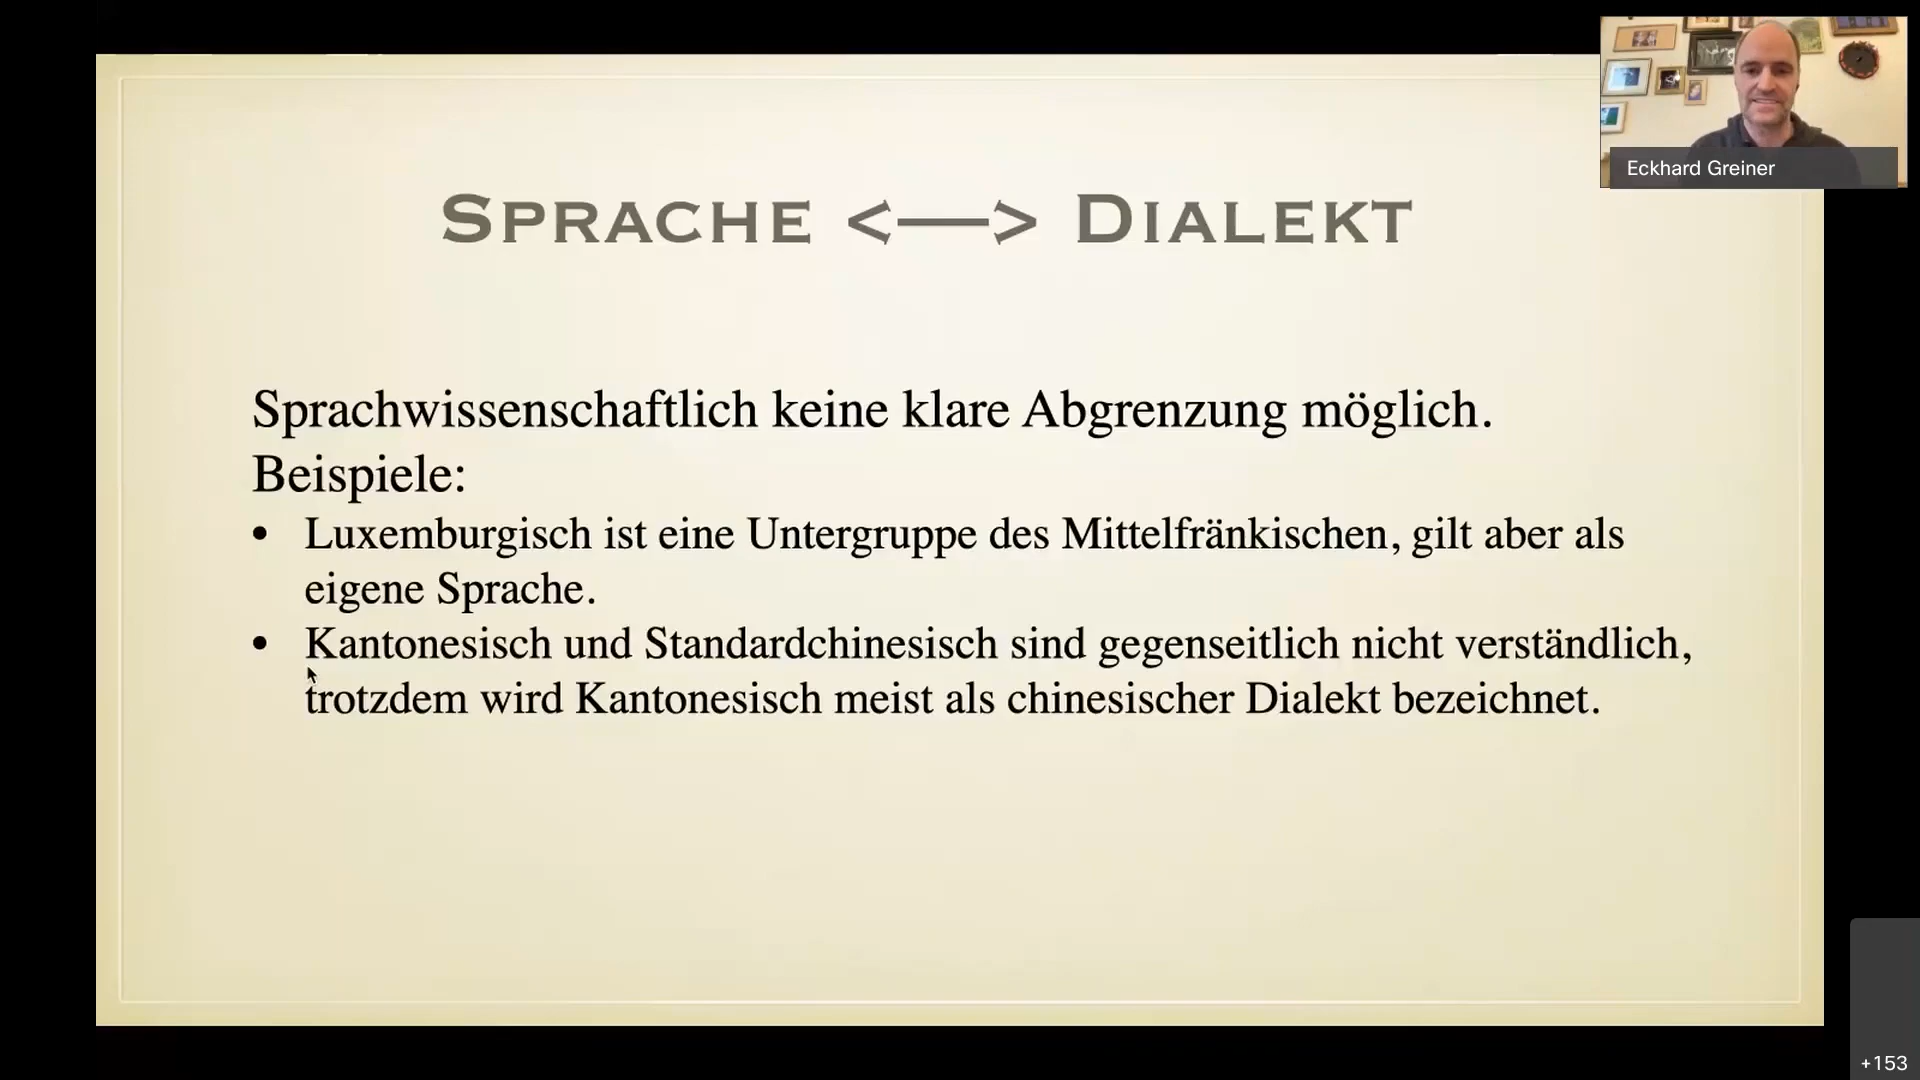 Eckhard Greiner
SPRACHE <—> DIALEKT
Sprachwissenschaftlich keine klare Abgrenzung möglich.
Beispiele:
• Luxemburgisch ist eine Untergruppe des Mittelfränkischen, gilt aber als
eigene Sprache.
• Kantonesisch und Standardchinesisch sind gegenseitlich nicht verständlich,
trotzdem wird Kantonesisch meist als chinesischer Dialekt bezeichnet.
+153